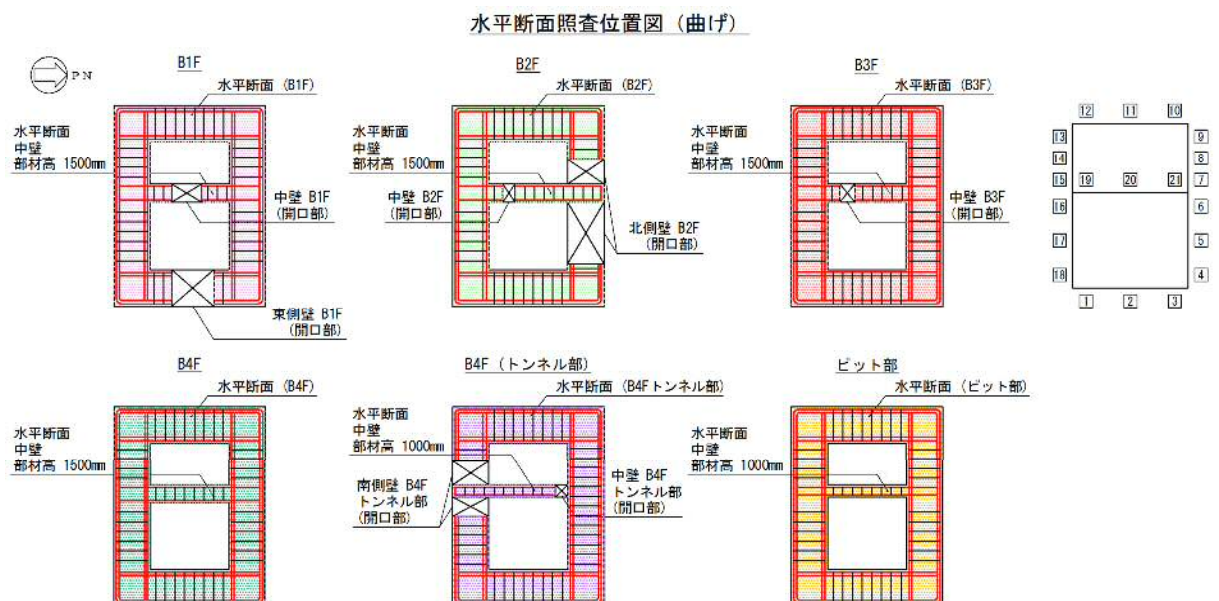 水平断面照査位置図（曲げ）
PN
B1F
水平断面（B1F）
水平断面
中壁
部材高 1500mm
中壁 B1F
（開口部）
東側壁 B1F
（開口部）
B2F
水平断面（B2F）
水平断面
中壁
部材高 1500mm
中壁 B2F
（開口部）
北側壁 B2F
（開口部）
B3F
水平断面（B3F）
水平断面
中壁
部材高 1500mm
中壁 B3F
（開口部）
12 11 10
13 9
14 8
15 19 20 21 7
16 6
17 5
18 4
1 2 3
B4F
水平断面（B4F）
水平断面
中壁
部材高 1500mm
B4F（トンネル部）
水平断面（B4Fトンネル部）
水平断面
中壁
部材高 1000mm
南側壁 B4F
トンネル部
（開口部）
中壁 B4F
トンネル部
（開口部）
ピット部
水平断面（ピット部）
水平断面
中壁
部材高 1000mm